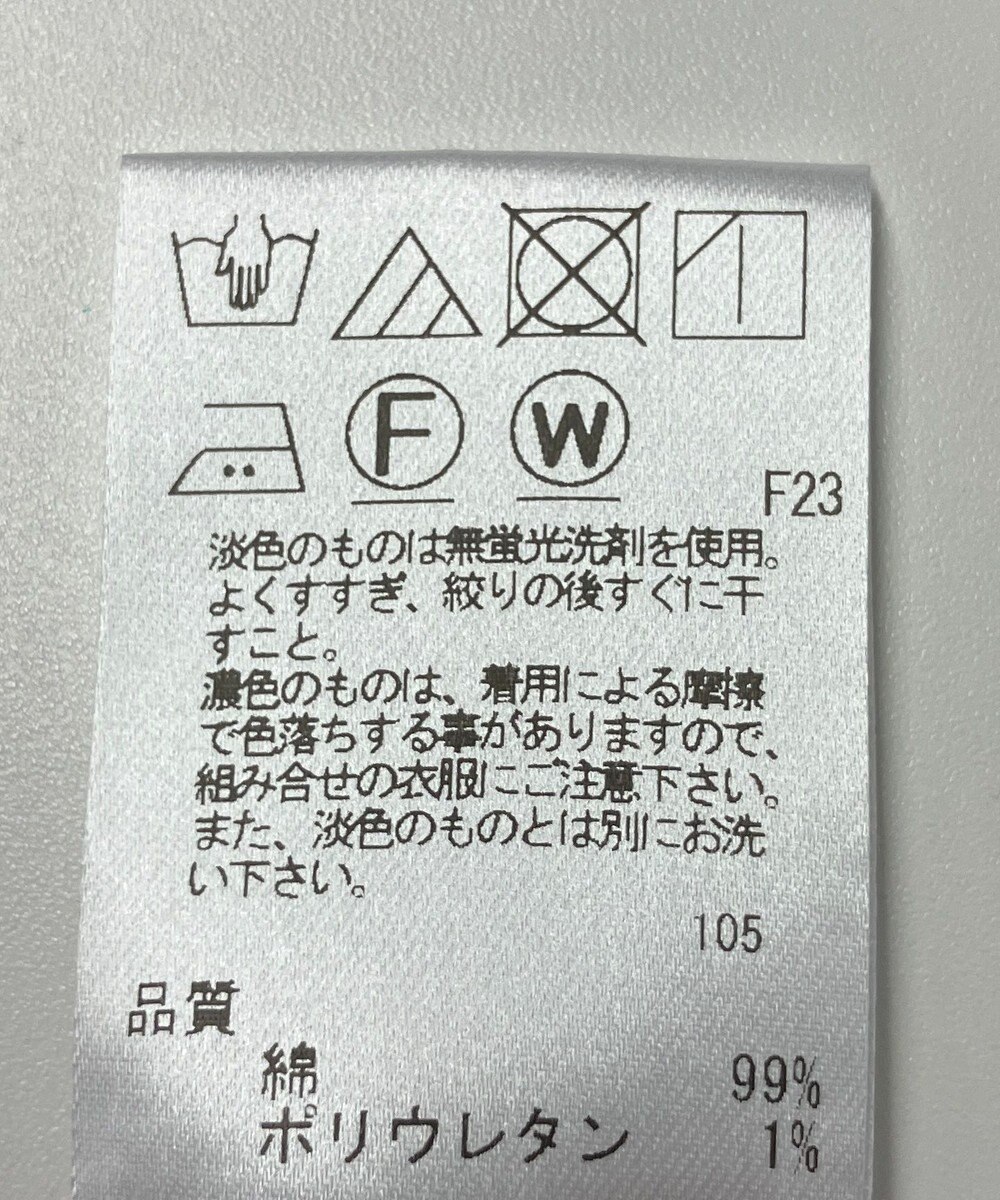 F W
F23
淡色のものは無蛍光洗剤を使用。
よくすすぎ、絞りの後すぐに干
すこと。
濃色のものは、着用による摩擦
で色落ちする事がありますので、
組み合せの衣服にご注意下さい。
また、淡色のものとは別にお洗
い下さい。
105
品質
綿 99%
ポリウレタン 1%